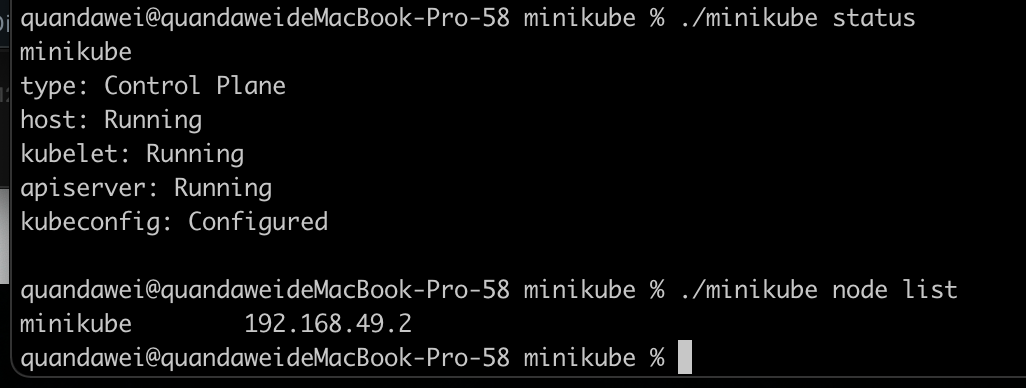 quandawei@quandaweideMacBook-Pro-58 minikube % ./minikube status
minikube
type: Control Plane
host: Running
kubelet: Running
apiserver: Running
kubeconfig: Configured

quandawei@quandaweideMacBook-Pro-58 minikube % ./minikube node list
minikube        192.168.49.2
quandawei@quandaweideMacBook-Pro-58 minikube %